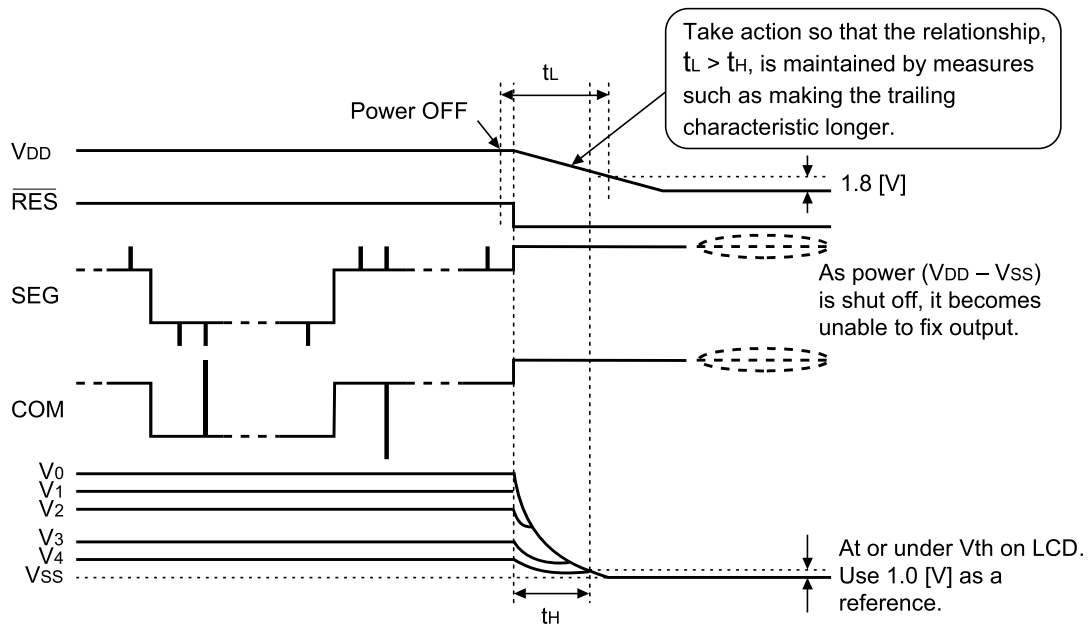 Take action so that the relationship,
tL > tH, is maintained by measures
such as making the trailing
characteristic longer.
tL
Power OFF
VDD
1.8 [V]
RES
SEG
As power (VDD – VSS)
is shut off, it becomes
unable to fix output.
COM
V0
V1
V2
V3
V4
VSS
At or under Vth on LCD.
Use 1.0 [V] as a
reference.
tH